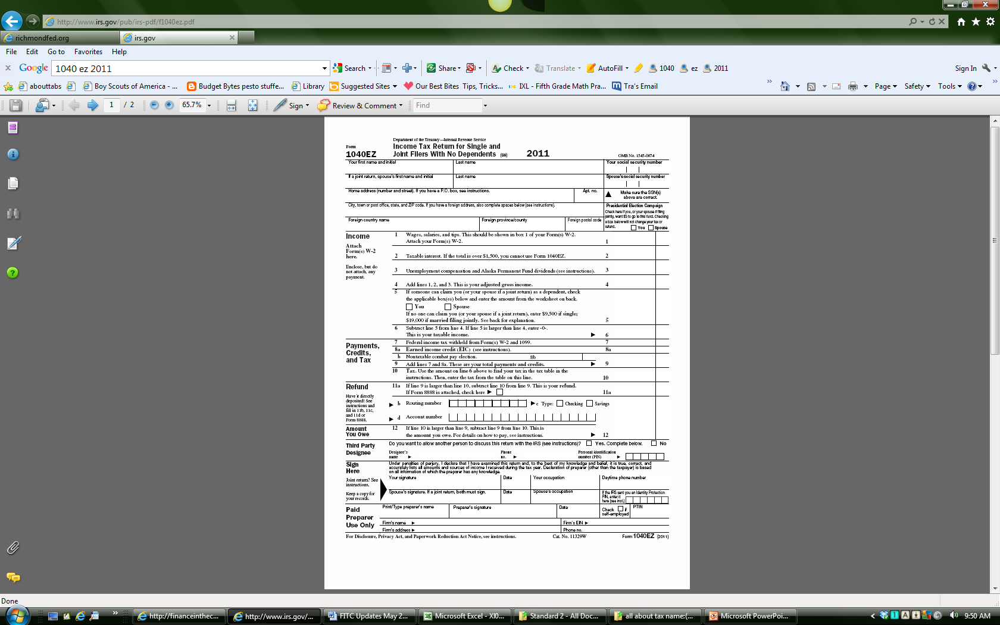 http://www.irs.gov/pub/irs-pdf/f1040ez.pdf
richmondfed.org
irs.gov
File Edit Go to Favorites Help
Google 1040 ez 2011 Search Share Check Translate AutoFill 1040 ez 2011 Sign In
abouttabs Boy Scouts of America - ... Budget Bytes pesto stuffe... Library Suggested Sites Our Best Bites Tips, Tricks... IXL - Fifth Grade Math Pra... Tra's Email Page Safety Tools
1 / 2 65.7% Sign Review & Comment Find
Department of the Treasury—Internal Revenue Service
Form
1040EZ
Income Tax Return for Single and
Joint Filers With No Dependents (99) 2011
OMB No. 1545-0074
Your first name and initial Last name Your social security number
If a joint return, spouse's first name and initial Last name Spouse's social security number
Home address (number and street). If you have a P.O. box, see instructions. Apt. no.
Make sure the SSN(s)
above are correct.
City, town or post office, state, and ZIP code. If you have a foreign address, also complete spaces below (see instructions).
Foreign country name Foreign province/county Foreign postal code
Presidential Election Campaign
Check here if you, or your spouse if filing
jointly, want $3 to go to this fund. Checking
a box below will not change your tax or
refund. You Spouse
Income
Attach
Form(s) W-2
here.
Enclose, but do
not attach, any
payment.
1 Wages, salaries, and tips. This should be shown in box 1 of your Form(s) W-2.
Attach your Form(s) W-2. 1
2 Taxable interest. If the total is over $1,500, you cannot use Form 1040EZ. 2
3 Unemployment compensation and Alaska Permanent Fund dividends (see instructions). 3
4 Add lines 1, 2, and 3. This is your adjusted gross income. 4
5 If someone can claim you (or your spouse if a joint return) as a dependent, check
the applicable box(es) below and enter the amount from the worksheet on back.
You Spouse
If no one can claim you (or your spouse if a joint return), enter $9,500 if single;
$19,000 if married filing jointly. See back for explanation. 5
6 Subtract line 5 from line 4. If line 5 is larger than line 4, enter -0-.
This is your taxable income. ▶ 6
Payments,
Credits,
and Tax
7 Federal income tax withheld from Form(s) W-2 and 1099. 7
8a Earned income credit (EIC) (see instructions). 8a
b Nontaxable combat pay election. 8b
9 Add lines 7 and 8a. These are your total payments and credits. ▶ 9
10 Tax. Use the amount on line 6 above to find your tax in the tax table in the
instructions. Then, enter the tax from the table on this line. 10
Refund
Have it directly
deposited! See
instructions and
fill in 11b, 11c,
and 11d or
Form 8888.
11a If line 9 is larger than line 10, subtract line 10 from line 9. This is your refund.
If Form 8888 is attached, check here ▶ 11a
▶ b Routing number ▶ c Type: Checking Savings
▶ d Account number
Amount
You Owe
12 If line 10 is larger than line 9, subtract line 9 from line 10. This is
the amount you owe. For details on how to pay, see instructions. ▶ 12
Third Party
Designee
Do you want to allow another person to discuss this return with the IRS (see instructions)? Yes. Complete below. No
Designee's
name ▶
Phone
no. ▶
Personal identification
number (PIN) ▶
Sign
Here
Joint return? See
instructions.
Keep a copy for
your records.
Under penalties of perjury, I declare that I have examined this return and, to the best of my knowledge and belief, it is true, correct, and
accurately lists all amounts and sources of income I received during the tax year. Declaration of preparer (other than the taxpayer) is based
on all information of which the preparer has any knowledge.
Your signature Date Your occupation Daytime phone number
Spouse's signature. If a joint return, both must sign. Date Spouse's occupation
If the IRS sent you an Identity Protection
PIN, enter it
here (see inst.)
Paid
Preparer
Use Only
Print/Type preparer's name Preparer's signature Date
Check if
self-employed
PTIN
Firm's name ▶ Firm's EIN ▶
Firm's address ▶ Phone no.
For Disclosure, Privacy Act, and Paperwork Reduction Act Notice, see instructions. Cat. No. 11329W Form 1040EZ (2011)
Done
http://financeinthec... http://www.irs.gov/... FITC Updates May 2... Microsoft Excel - Xl0... Standard 2 - All Doc... all about tax name:(... Microsoft PowerPoi... 9:50 AM